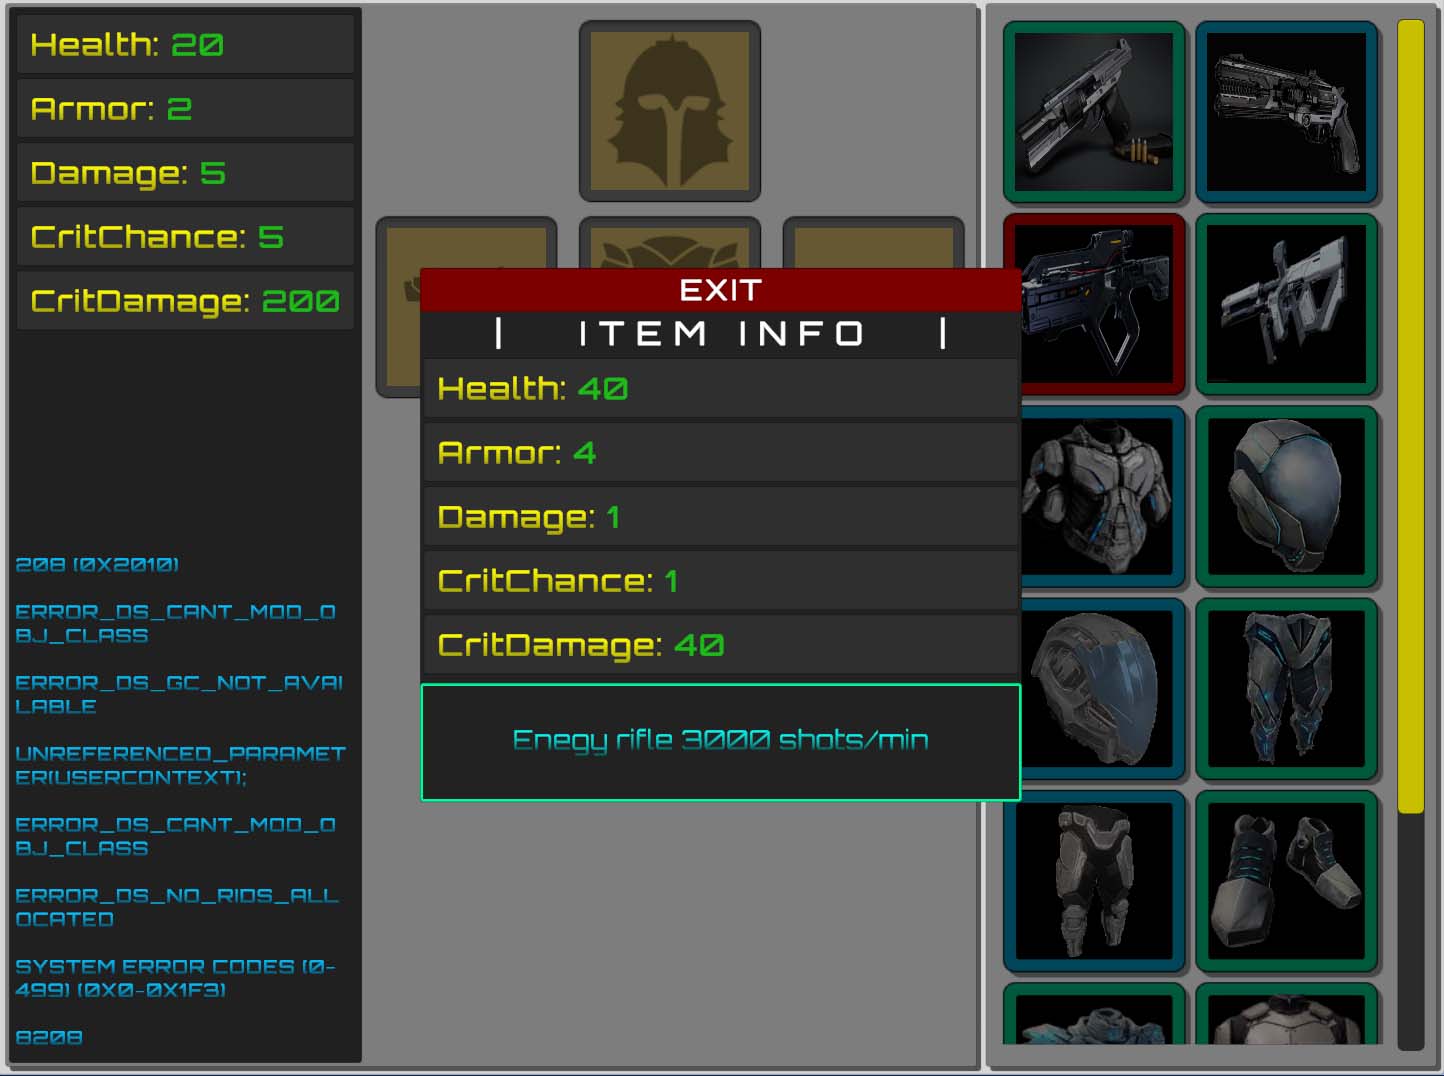 Health: 20
Armor: 2
Damage: 5
CritChance: 5
CritDamage: 200
208 (0X2010)
ERROR_DS_CANT_MOD_O
BJ_CLASS
ERROR_DS_GC_NOT_AVAI
LABLE
UNREFERENCED_PARAMET
ER(USERCONTEXT);
ERROR_DS_CANT_MOD_O
BJ_CLASS
ERROR_DS_NO_RIDS_ALL
OCATED
SYSTEM ERROR CODES (0-
499) (0X0-0X1F3)
8208
EXIT
| ITEM INFO |
Health: 40
Armor: 4
Damage: 1
CritChance: 1
CritDamage: 40
Enegy rifle 3000 shots/min